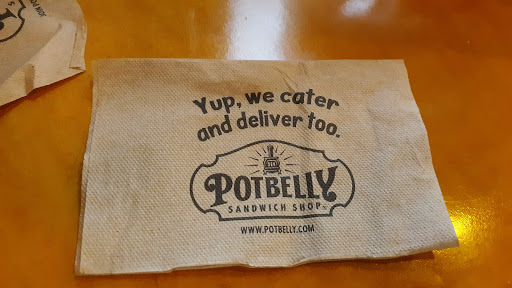 Yup, we cater
and deliver too.
POTBELLY
SANDWICH SHOP
WWW.POTBELLY.COM